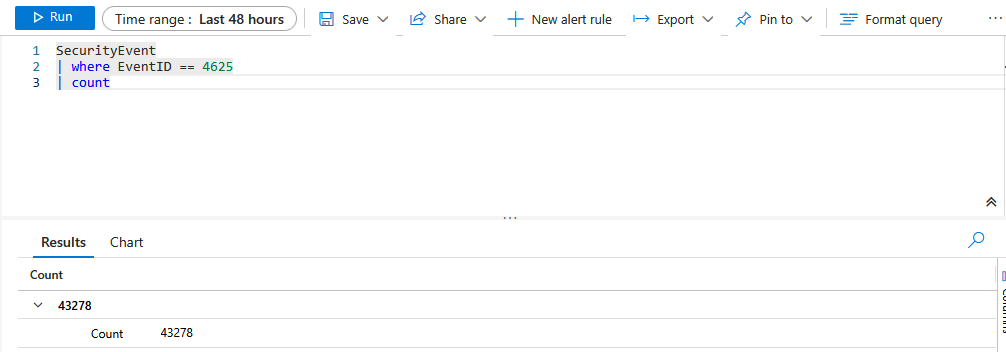 Run Time range : Last 48 hours Save Share New alert rule Export Pin to Format query
1 SecurityEvent
2 | where EventID == 4625
3 | count
Results Chart
Count
43278
Count 43278